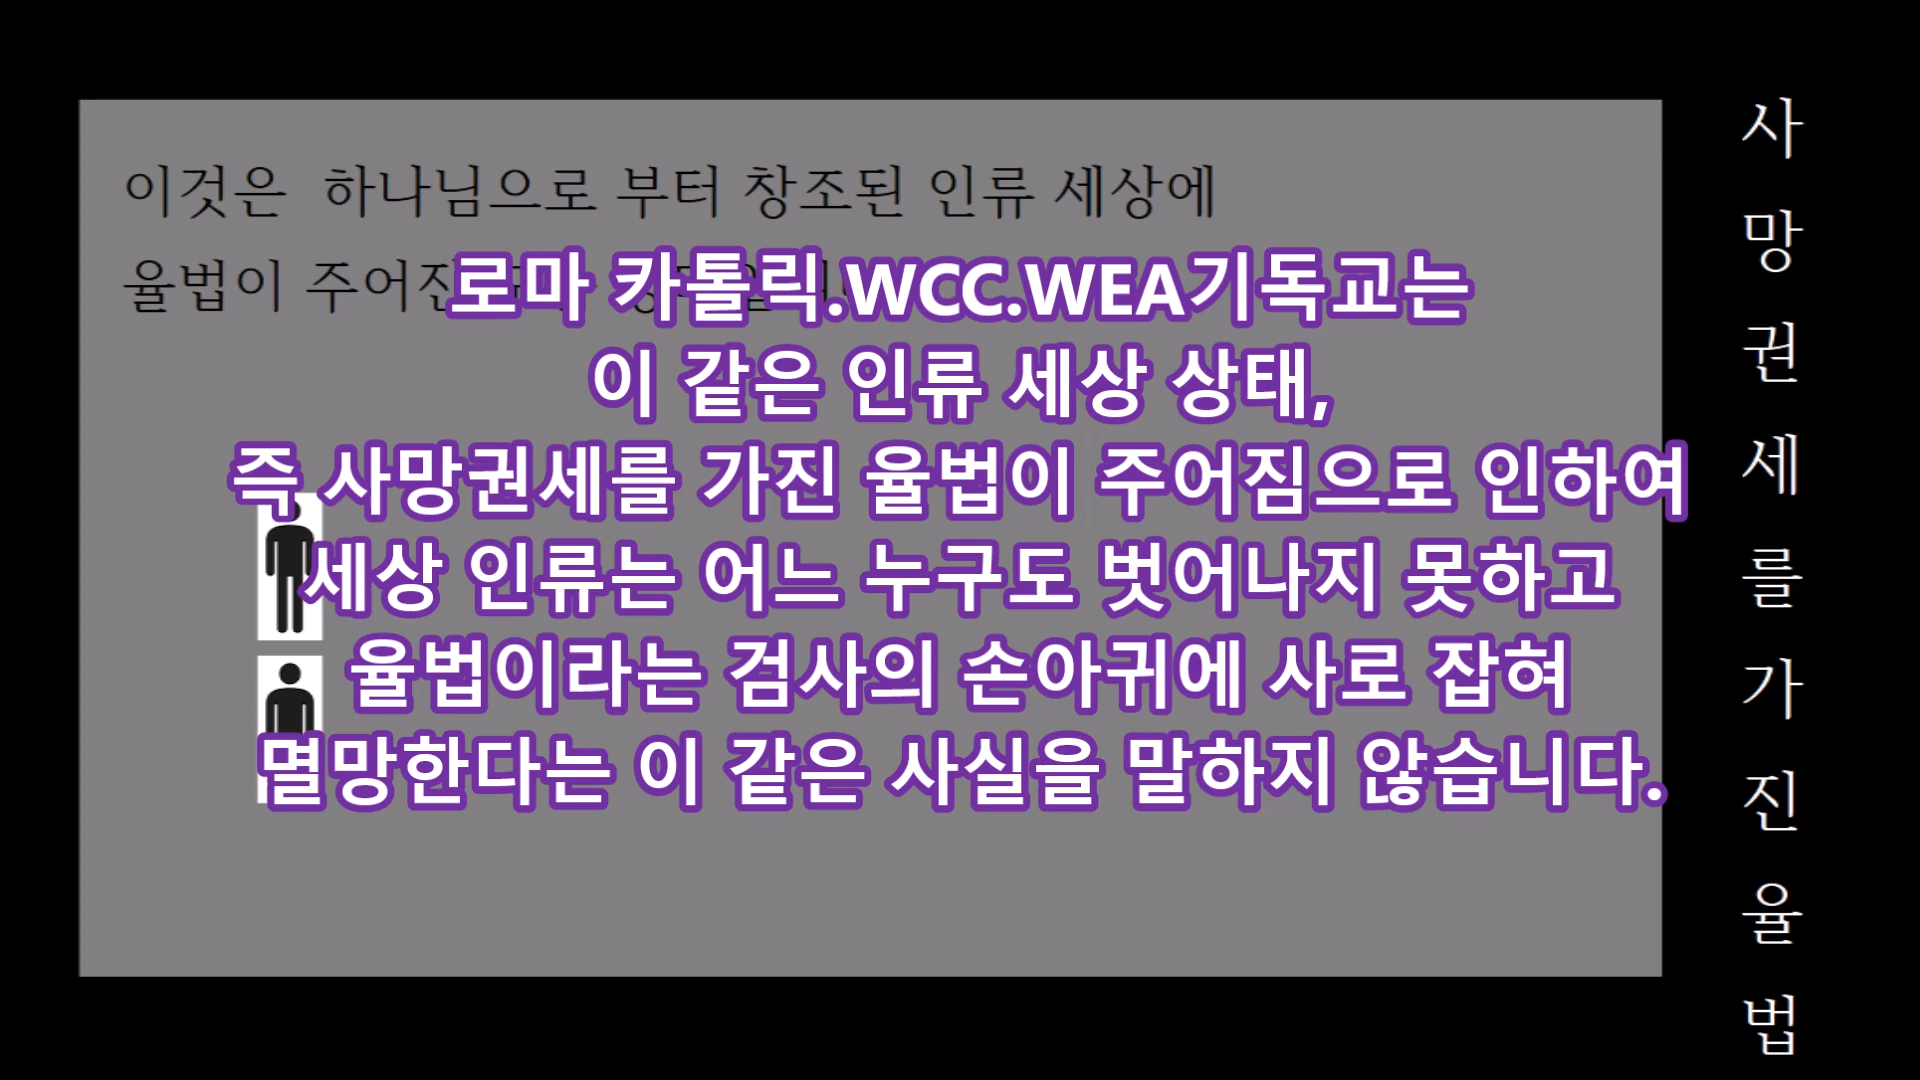 이것은 하나님으로 부터 창조된 인류 세상에
율법이 주어진
로마 카톨릭.WCC.WEA기독교는
이 같은 인류 세상 상태,
즉 사망권세를 가진 율법이 주어짐으로 인하여
세상 인류는 어느 누구도 벗어나지 못하고
율법이라는 검사의 손아귀에 사로 잡혀
멸망한다는 이 같은 사실을 말하지 않습니다.
사망권세를가진율법